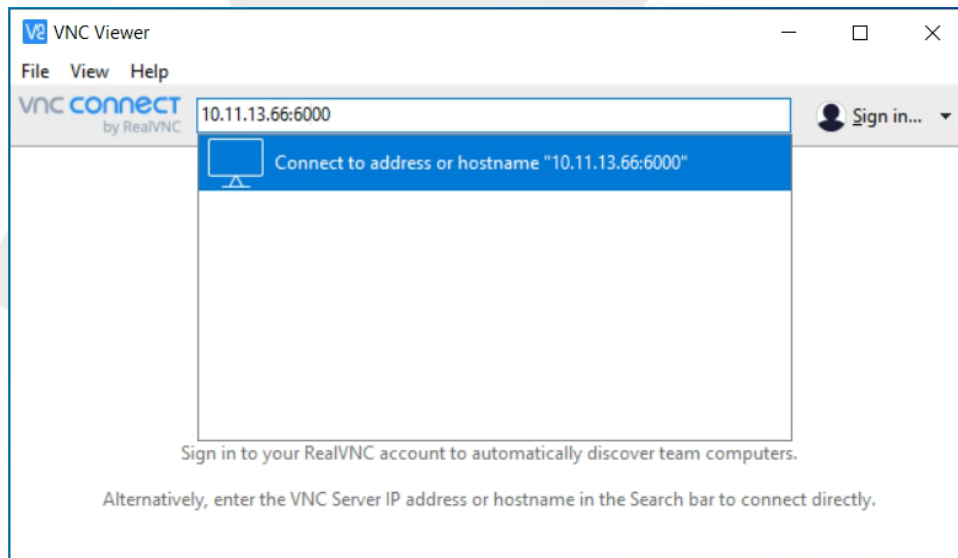 VNC Viewer
File View Help
vnc connect
by RealVNC
10.11.13.66:6000
Sign in...
Connect to address or hostname "10.11.13.66:6000"
Sign in to your RealVNC account to automatically discover team computers.
Alternatively, enter the VNC Server IP address or hostname in the Search bar to connect directly.